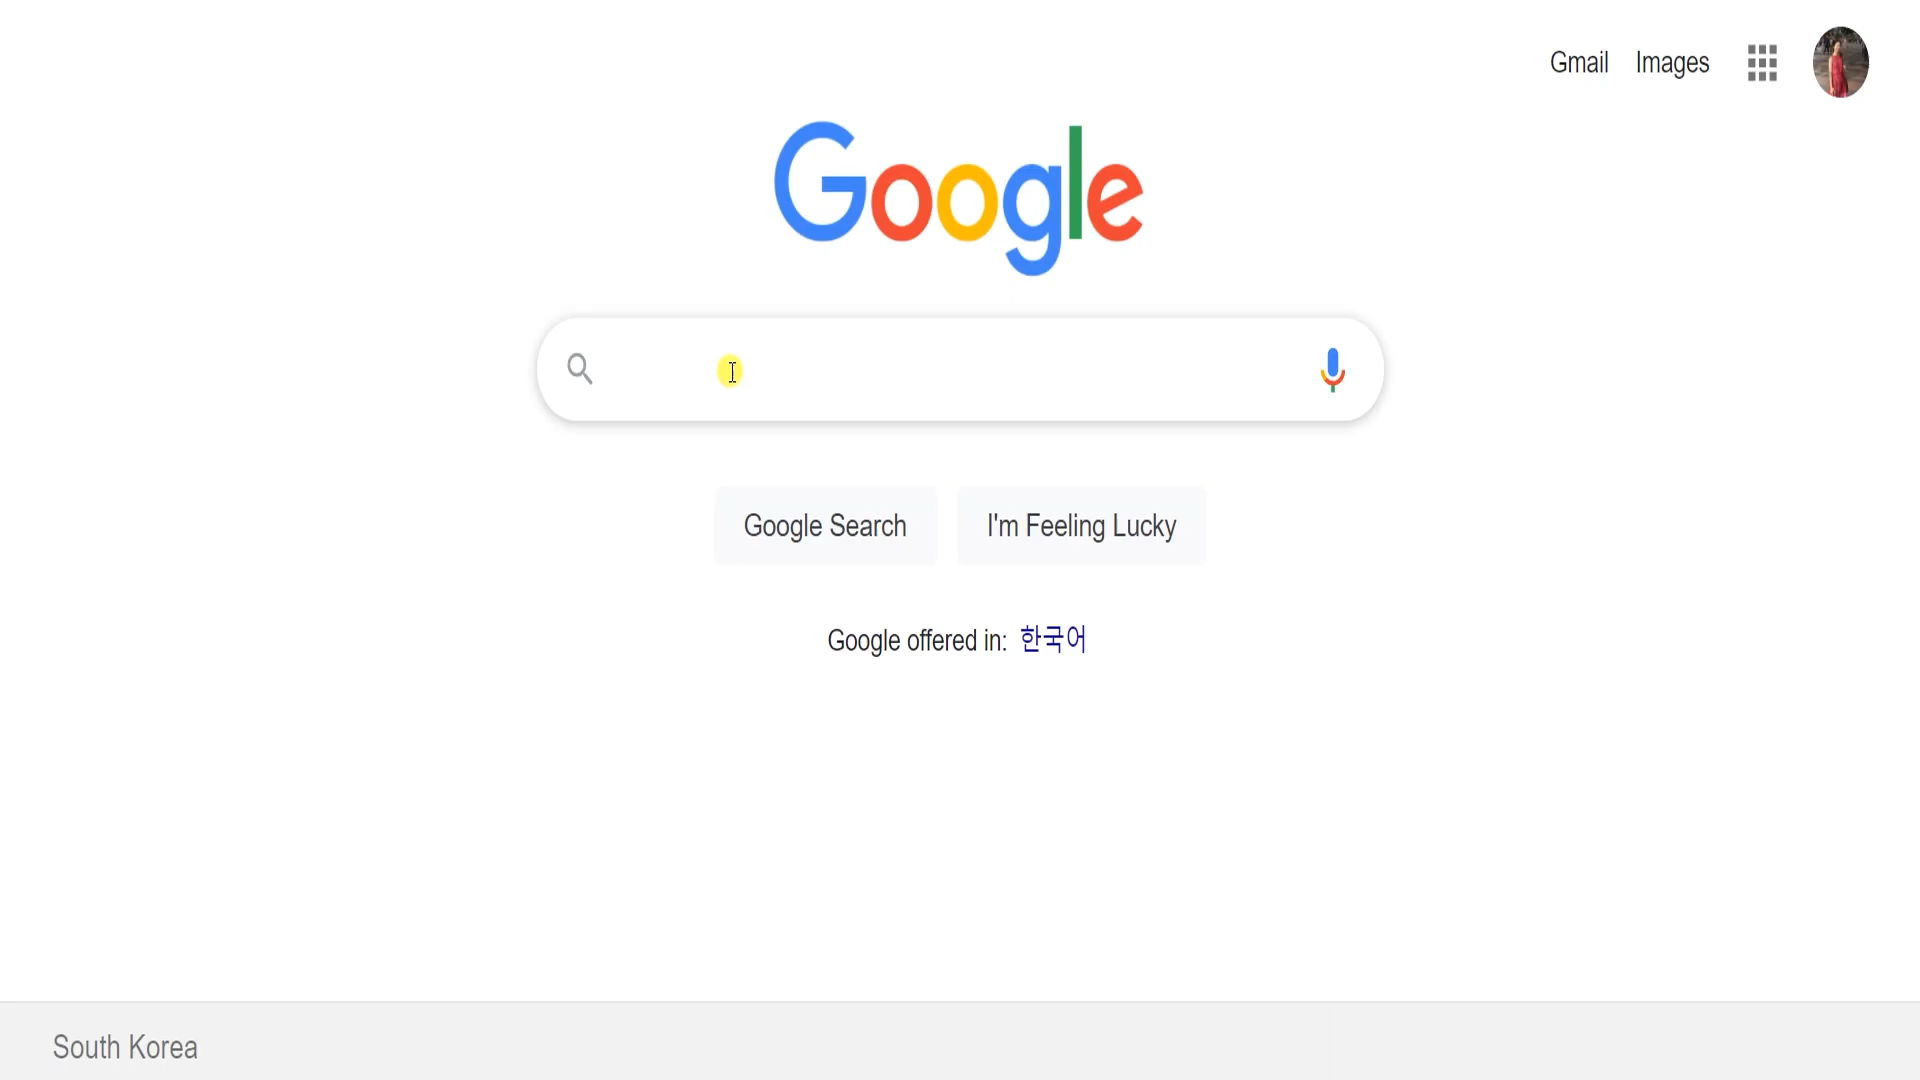 Gmail Images
Google
Google Search I'm Feeling Lucky
Google offered in: 한국어
South Korea